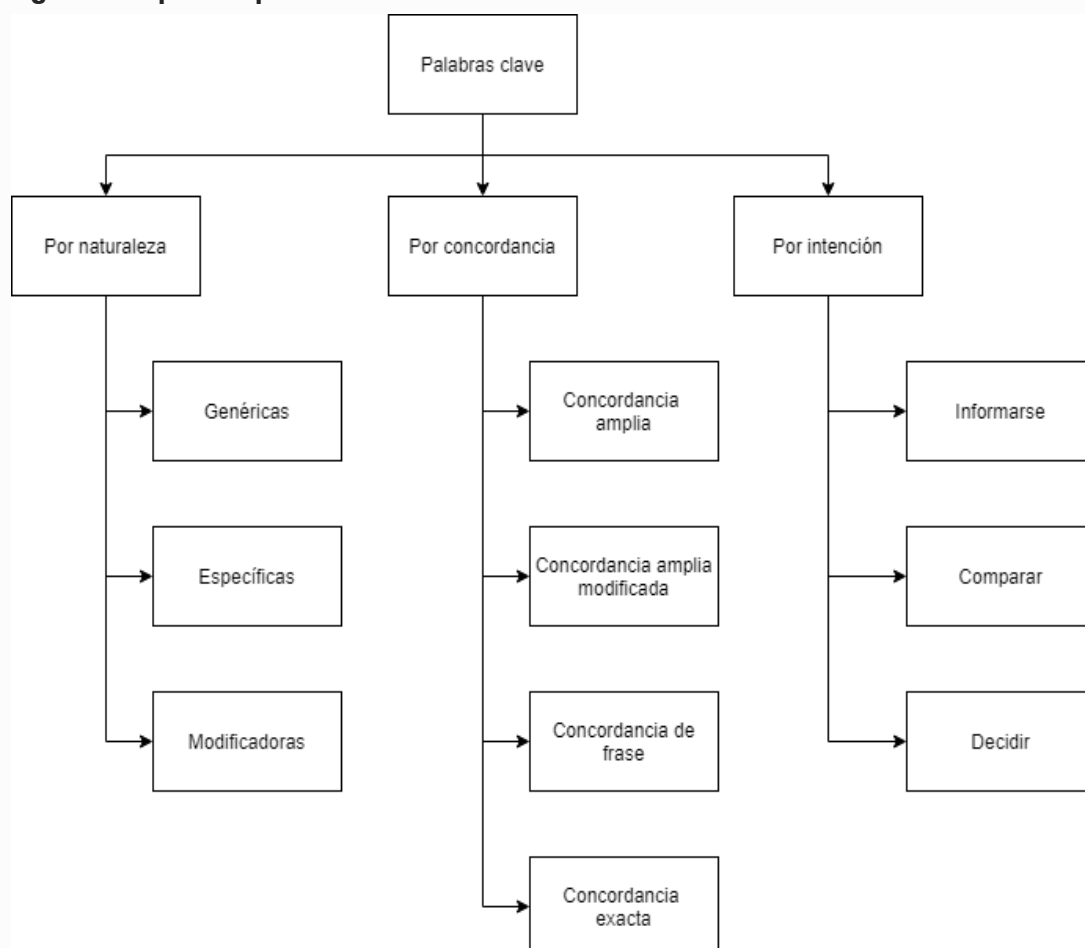 Palabras clave
Por naturaleza
Por concordancia
Por intención
Genéricas
Concordancia
amplia
Informarse
Específicas
Concordancia amplia
modificada
Comparar
Modificadoras
Concordancia de
frase
Decidir
Concordancia
exacta